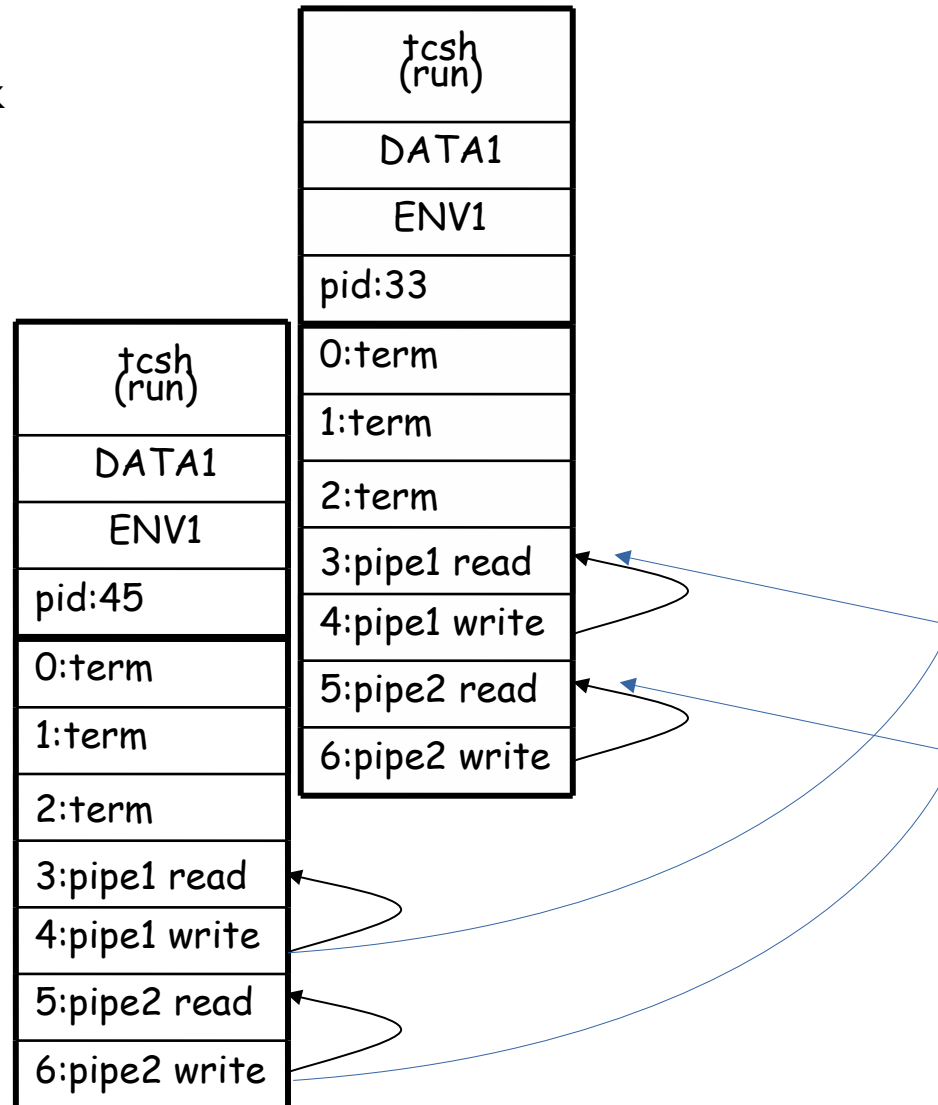 tcsh
(run)
DATA1
ENV1
pid:33
0:term
1:term
2:term
3:pipe1 read
4:pipe1 write
5:pipe2 read
6:pipe2 write
tcsh
(run)
DATA1
ENV1
pid:45
0:term
1:term
2:term
3:pipe1 read
4:pipe1 write
5:pipe2 read
6:pipe2 write